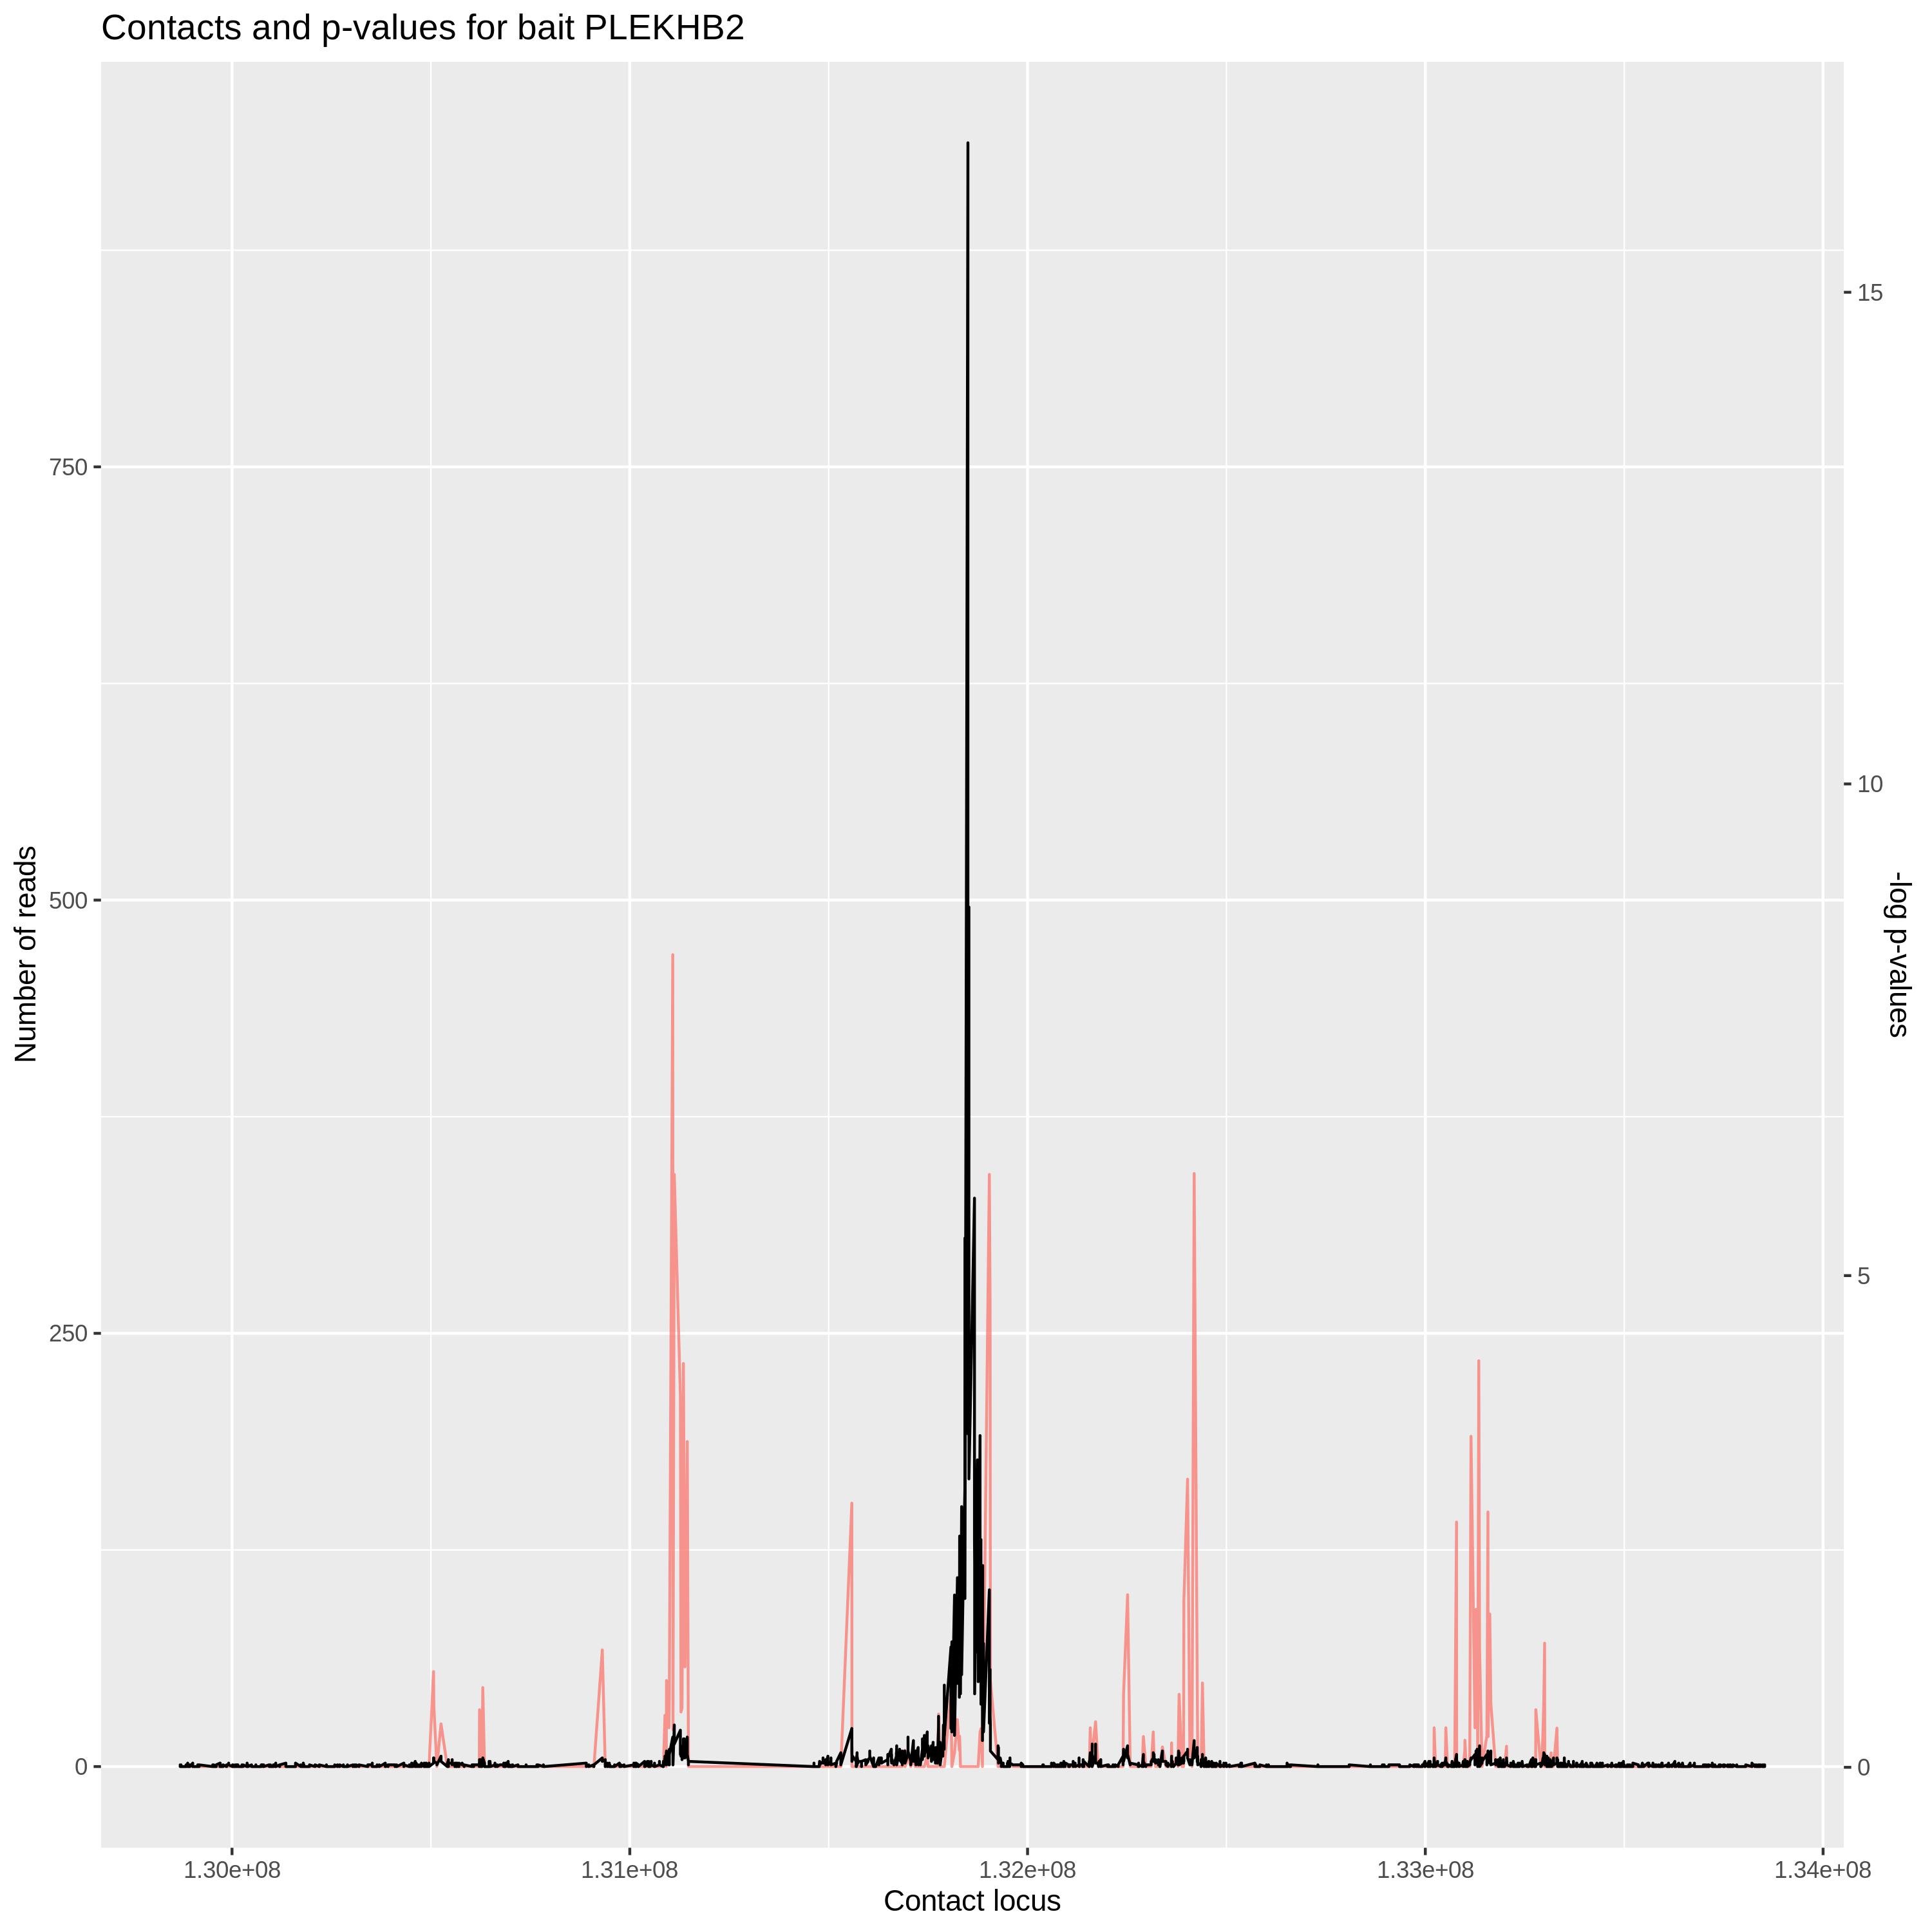 Contacts and p-values for bait PLEKHB2
Number of reads
750
500
250
0
15
10
5
0
-log p-values
1.30e+08
1.31e+08
1.32e+08
1.33e+08
1.34e+08
Contact locus